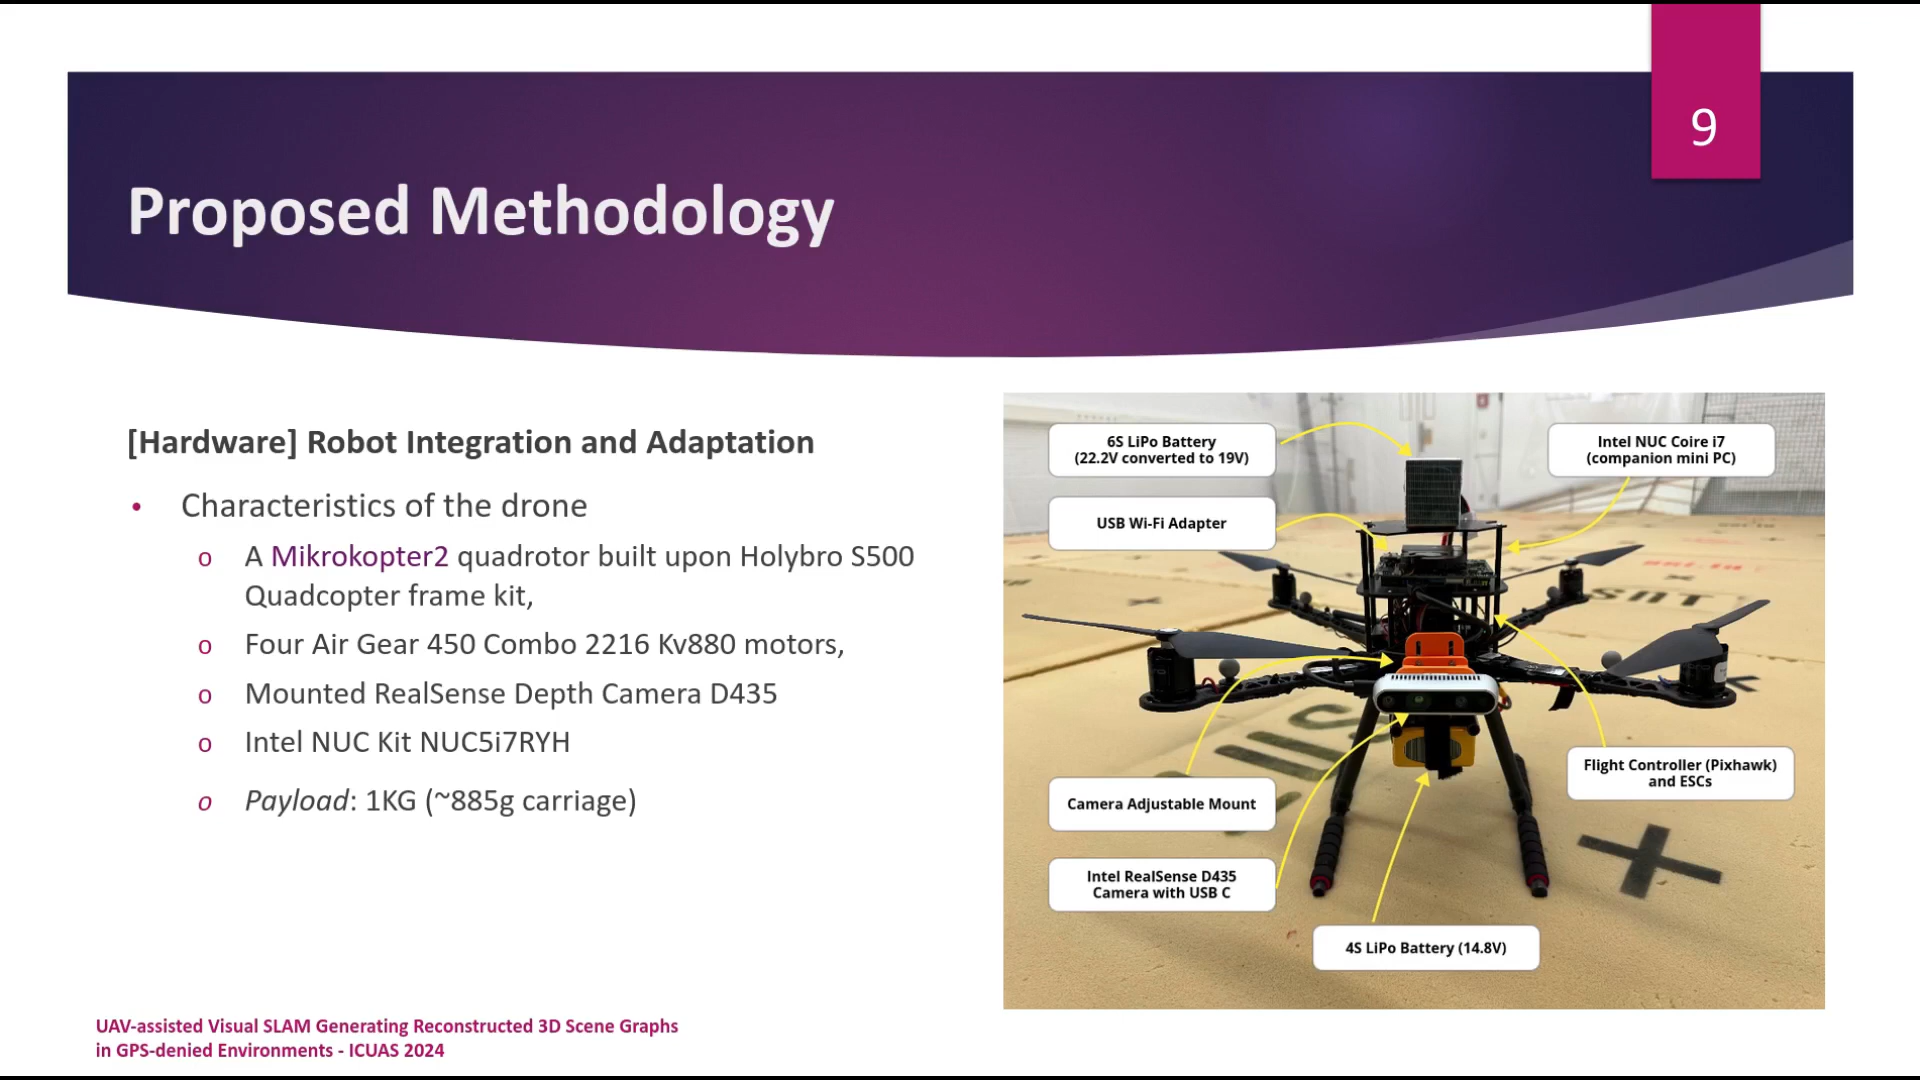 9
Proposed Methodology
[Hardware] Robot Integration and Adaptation
• Characteristics of the drone
o A Mikrokopter2 quadrotor built upon Holybro S500
Quadcopter frame kit,
o Four Air Gear 450 Combo 2216 Kv880 motors,
o Mounted RealSense Depth Camera D435
o Intel NUC Kit NUC5i7RYH
o Payload: 1KG (~885g carriage)
6S LiPo Battery
(22.2V converted to 19V)
Intel NUC Coire i7
(companion mini PC)
USB Wi-Fi Adapter
Flight Controller (Pixhawk)
and ESCs
Camera Adjustable Mount
Intel RealSense D435
Camera with USB C
4S LiPo Battery (14.8V)
UAV-assisted Visual SLAM Generating Reconstructed 3D Scene Graphs
in GPS-denied Environments - ICUAS 2024